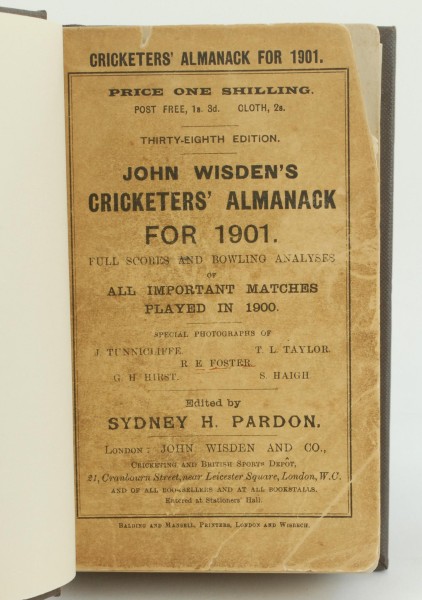 CRICKETERS' ALMANACK FOR 1901.
PRICE ONE SHILLING.
POST FREE, 1s. 3d. CLOTH, 2s.
THIRTY-EIGHTH EDITION.
JOHN WISDEN'S
CRICKETERS' ALMANACK
FOR 1901.
FULL SCORES AND BOWLING ANALYSES
OF
ALL IMPORTANT MATCHES
PLAYED IN 1900.
SPECIAL PHOTOGRAPHS OF
J. TUNNICLIFFE T. L. TAYLOR
R E FOSTER
G. H HIRST S. HAIGH
Edited by
SYDNEY H. PARDON.
LONDON: JOHN WISDEN AND CO.,
CRICKETING AND BRITISH SPORTS DEPÔT,
21, Cranbourn Street, near Leicester Square, London, W.C.
AND OF ALL BOOKSELLERS AND AT ALL BOOKSTALLS.
Entered at Stationers' Hall.
BALDING AND MANSELL, PRINTERS, LONDON AND WISBECH.